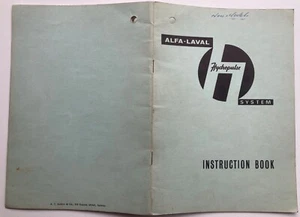 ALFA-LAVAL
Hydropulse
SYSTEM
INSTRUCTION BOOK